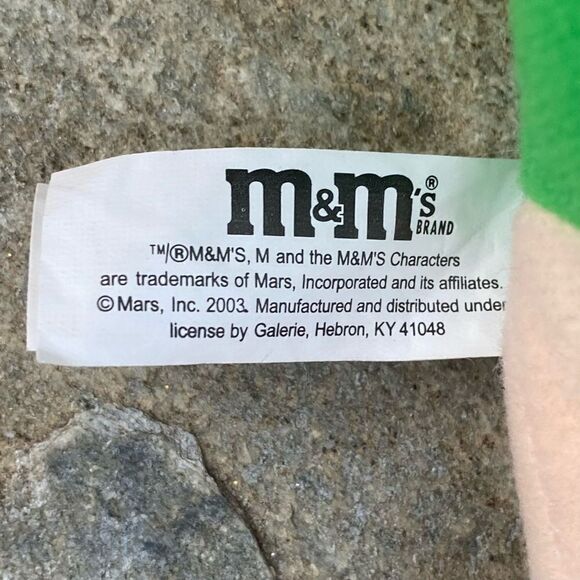 m&m's®
BRAND
™/®M&M'S, M and the M&M'S Characters
are trademarks of Mars, Incorporated and its affiliates.
©Mars, Inc. 2003. Manufactured and distributed under
license by Galerie, Hebron, KY 41048